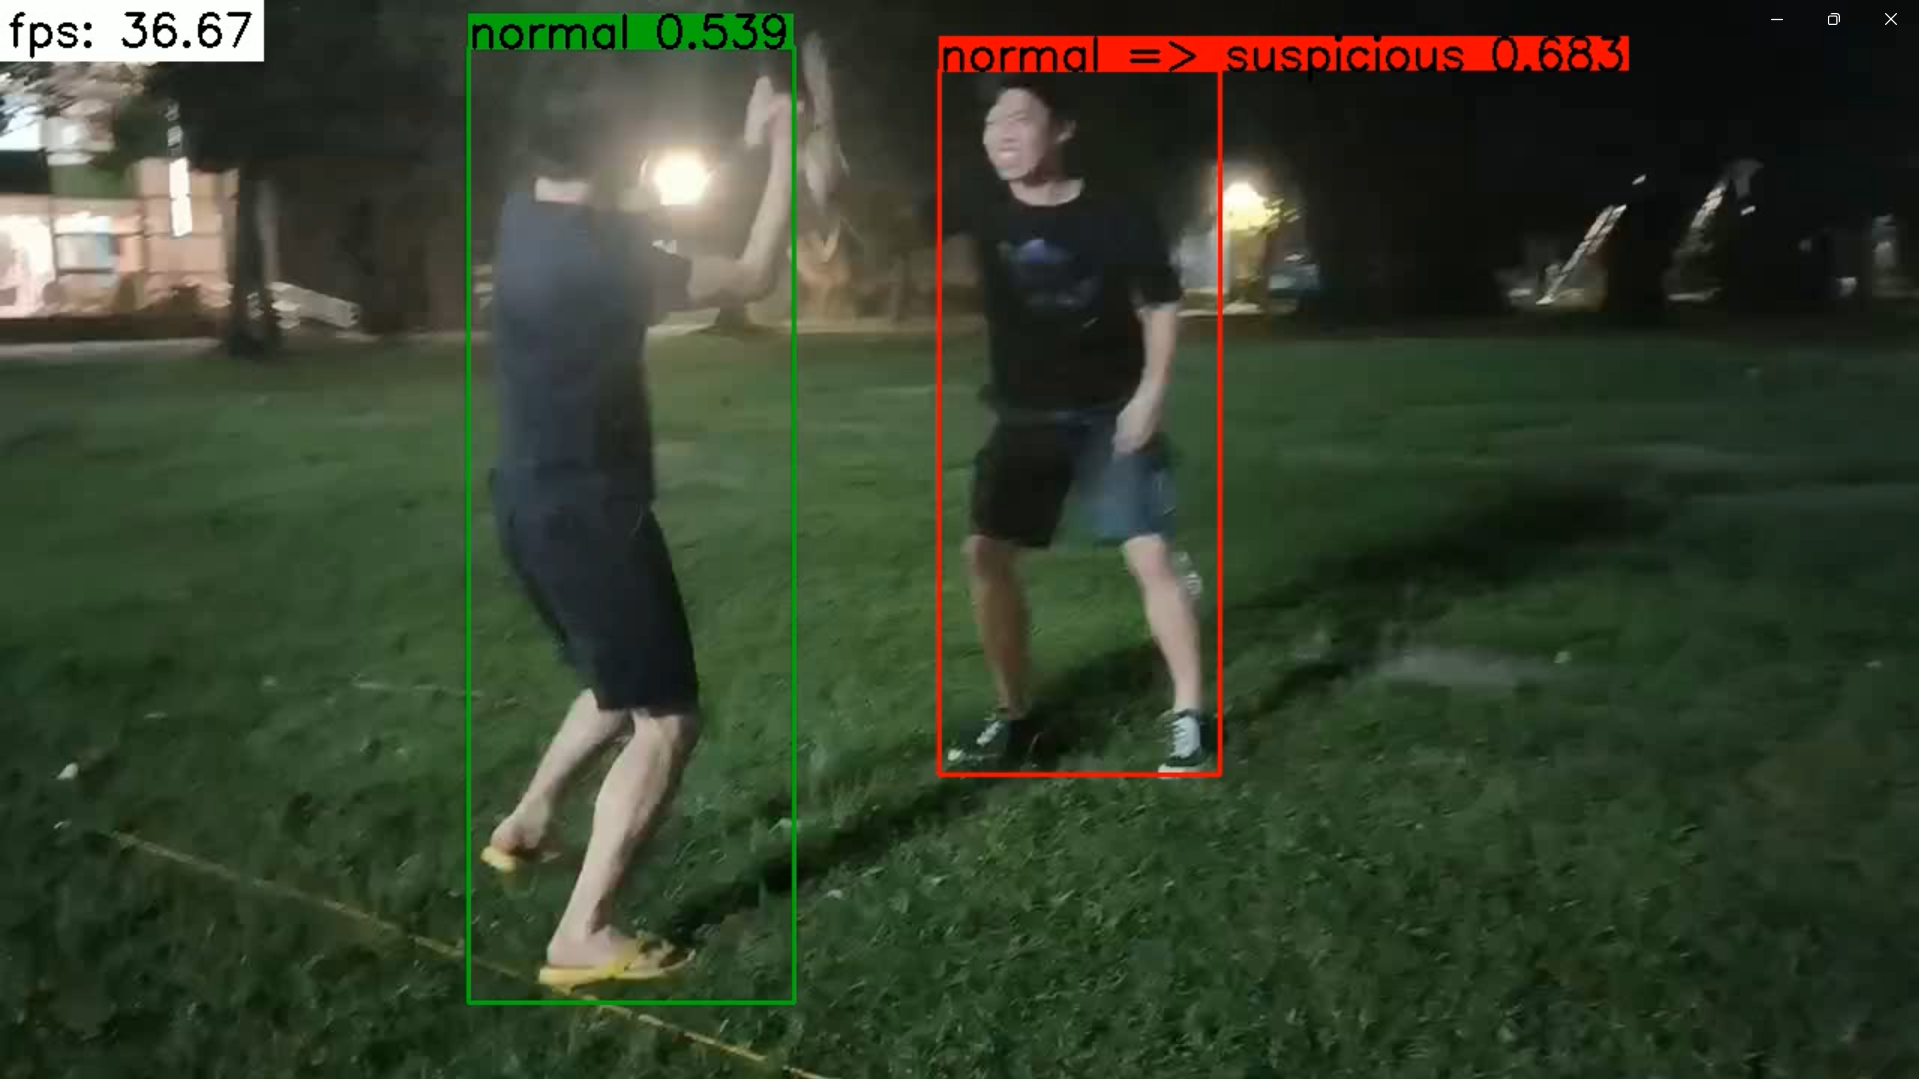 fps: 36.67
normal 0.539
normal => suspicious 0.683